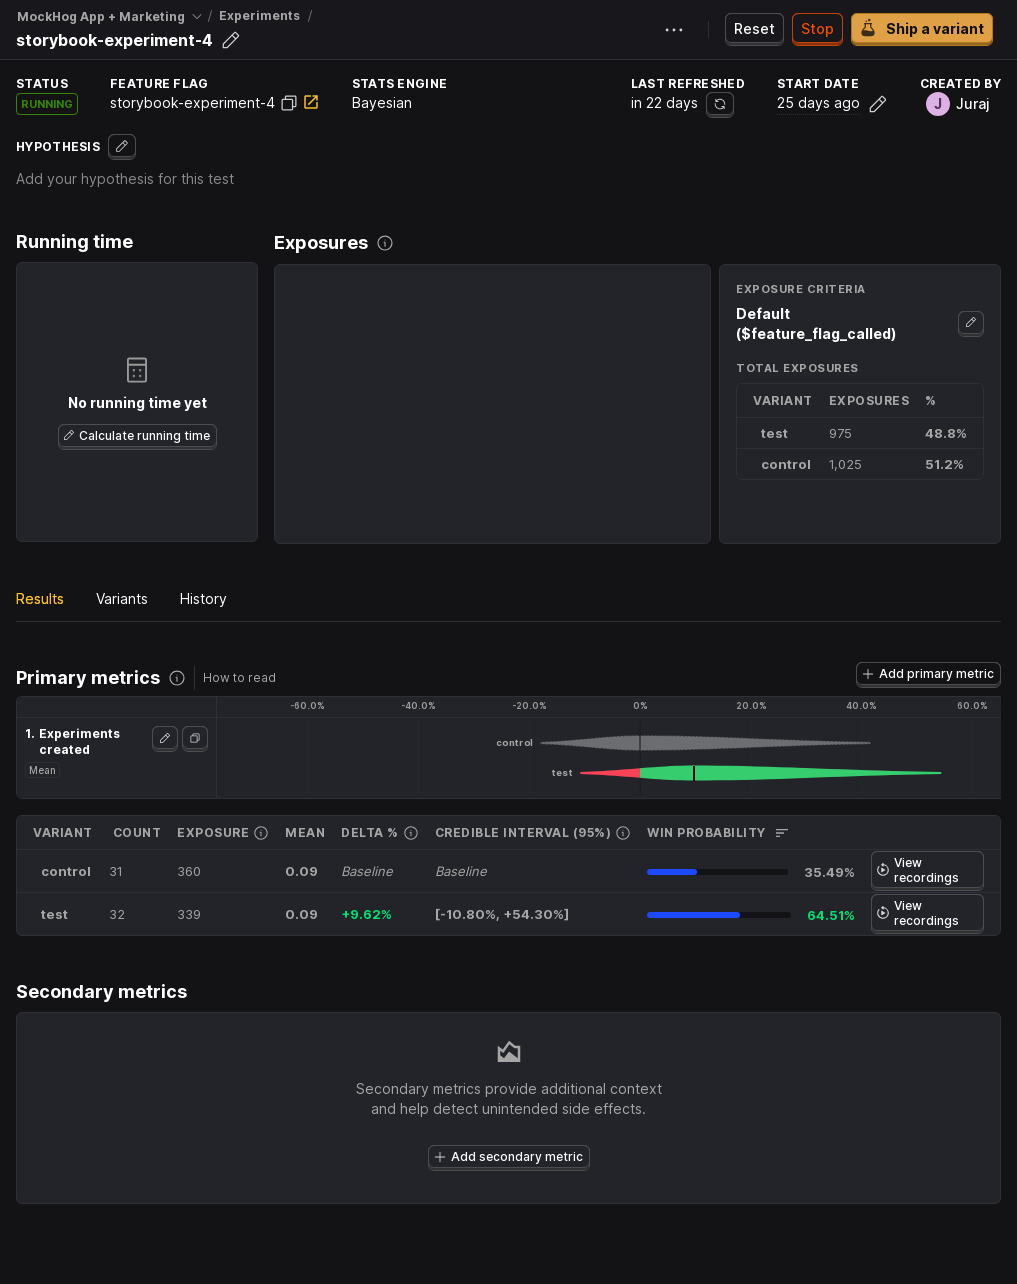 MockHog App + Marketing / Experiments /
storybook-experiment-4
Reset
Stop
Ship a variant
STATUS
RUNNING
FEATURE FLAG
storybook-experiment-4
STATS ENGINE
Bayesian
LAST REFRESHED
in 22 days
START DATE
25 days ago
CREATED BY
J Juraj
HYPOTHESIS
Add your hypothesis for this test
Running time
No running time yet
Calculate running time
Exposures
EXPOSURE CRITERIA
Default
($feature_flag_called)
TOTAL EXPOSURES
VARIANT EXPOSURES %
test 975 48.8%
control 1,025 51.2%
Results Variants History
Primary metrics
How to read
Add primary metric
-60.0% -40.0% -20.0% 0% 20.0% 40.0% 60.0%
1. Experiments
created
Mean
control
test
VARIANT COUNT EXPOSURE MEAN DELTA % CREDIBLE INTERVAL (95%) WIN PROBABILITY
control 31 360 0.09 Baseline Baseline 35.49% View
recordings
test 32 339 0.09 +9.62% [-10.80%, +54.30%] 64.51% View
recordings
Secondary metrics
Secondary metrics provide additional context
and help detect unintended side effects.
Add secondary metric